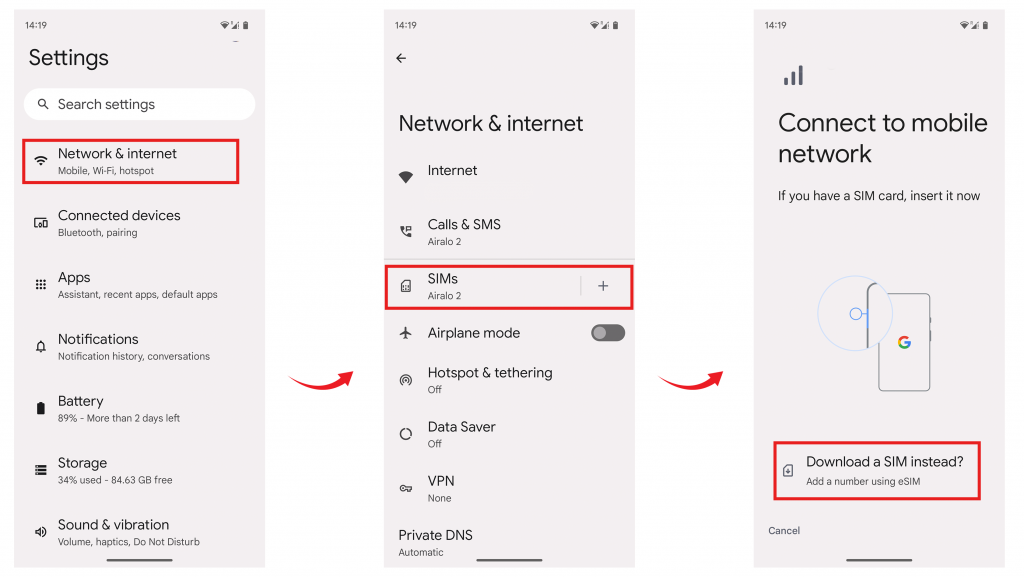 14:19
Settings
Search settings
Network & internet
Mobile, Wi-Fi, hotspot
Connected devices
Bluetooth, pairing
Apps
Assistant, recent apps, default apps
Notifications
Notification history, conversations
Battery
89% - More than 2 days left
Storage
34% used - 84.63 GB free
Sound & vibration
Volume, haptics, Do Not Disturb
14:19
Network & internet
Internet
Calls & SMS
Airalo 2
SIMs
Airalo 2
Airplane mode
Hotspot & tethering
Off
Data Saver
Off
VPN
None
Private DNS
Automatic
14:19
Connect to mobile
network
If you have a SIM card, insert it now
G
Download a SIM instead?
Add a number using eSIM
Cancel